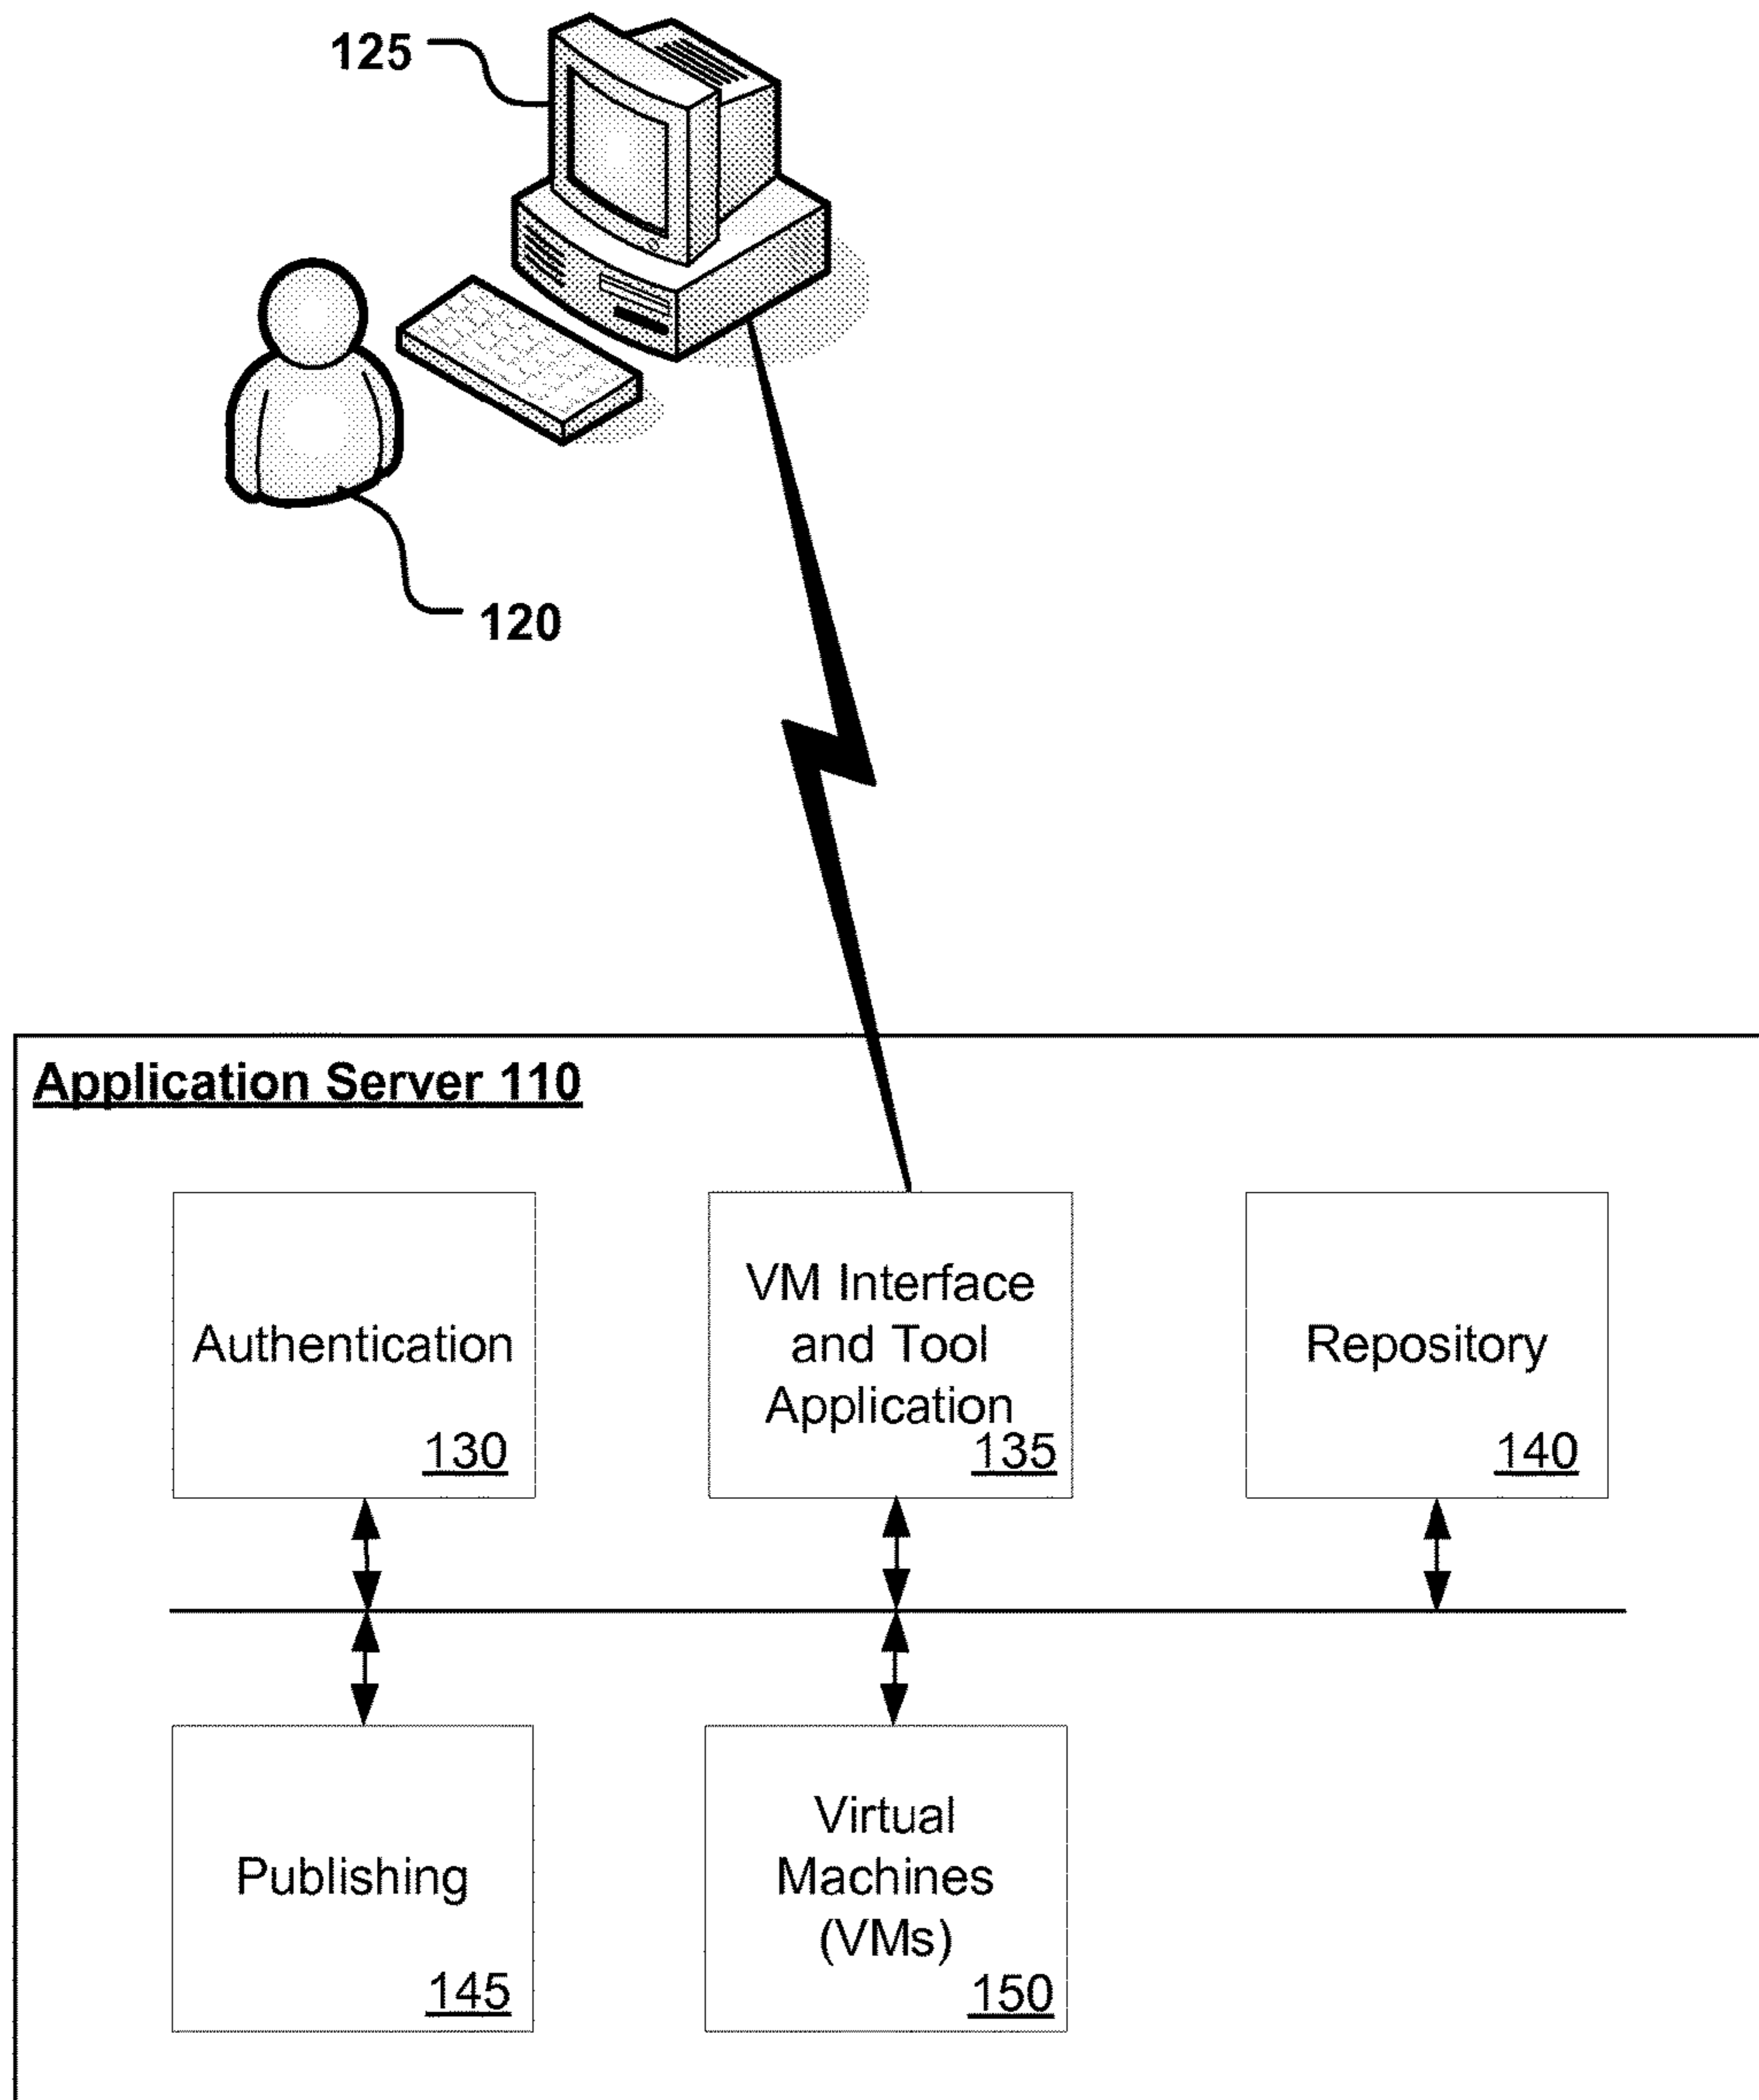 125
120
Application Server 110
Authentication
130
VM Interface
and Tool
Application
135
Repository
140
Publishing
145
Virtual
Machines
(VMs)
150